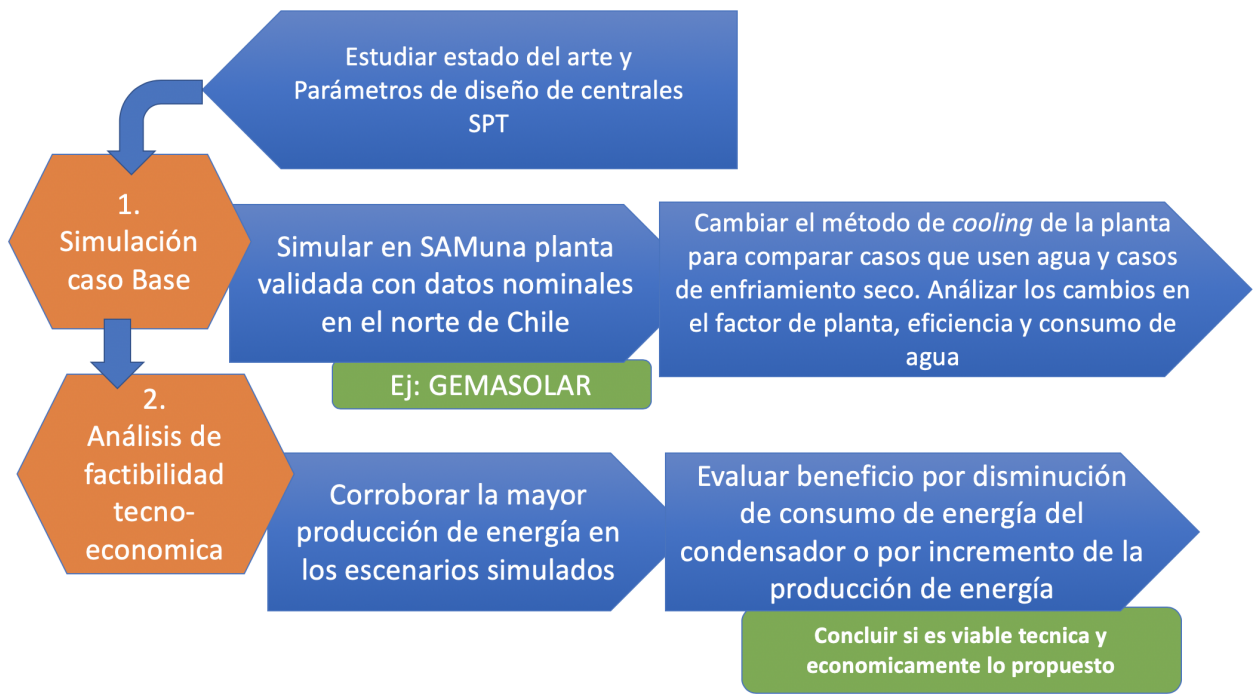 Estudiar estado del arte y
Parámetros de diseño de centrales
SPT
1.
Simulación
caso Base
Simular en SAMuna planta
validada con datos nominales
en el norte de Chile
Ej: GEMASOLAR
Cambiar el método de cooling de la planta
para comparar casos que usen agua y casos
de enfriamiento seco. Análizar los cambios en
el factor de planta, eficiencia y consumo de
agua
2.
Análisis de
factibilidad
tecno-
economica
Corroborar la mayor
producción de energía en
los escenarios simulados
Evaluar beneficio por disminución
de consumo de energía del
condensador o por incremento de la
producción de energía
Concluir si es viable tecnica y
economicamente lo propuesto